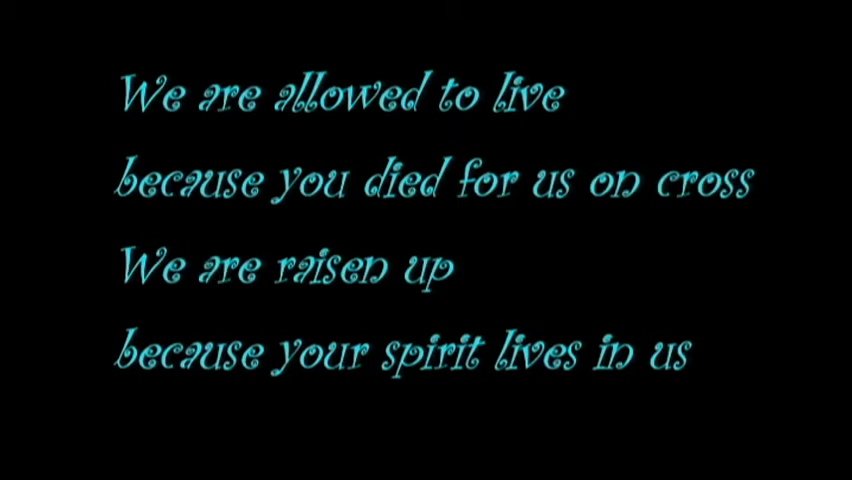 We are allowed to live
because you died for us on cross
We are raisen up
because your spirit lives in us